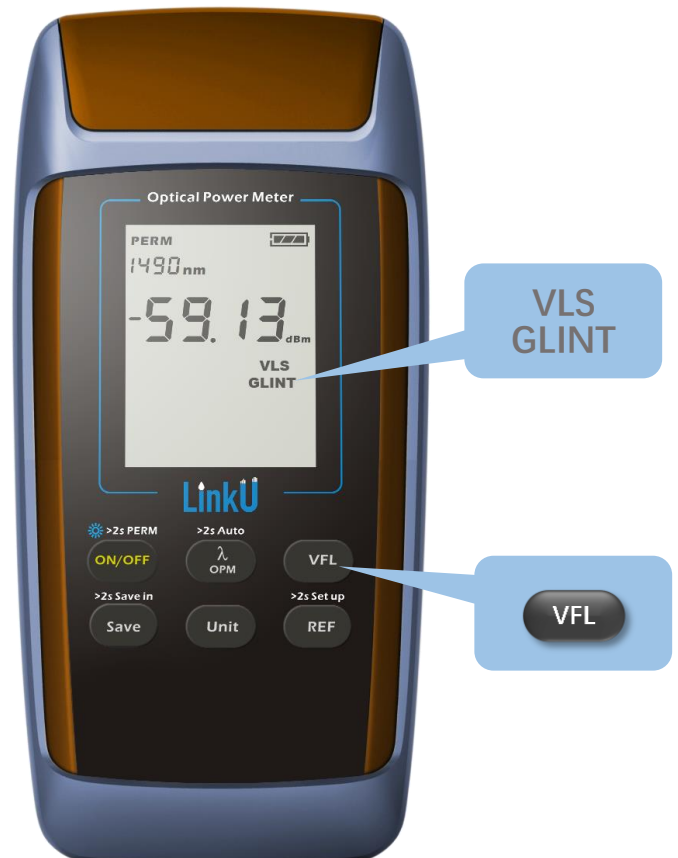 Optical Power Meter
PERM
1490nm
-59.13dBm
VLS
GLINT
VLS
GLINT
LinkÜ
>2s PERM
>2s Auto
ON/OFF
λ
OPM
VFL
>2s Save in
>2s Set up
Save
Unit
REF
VFL